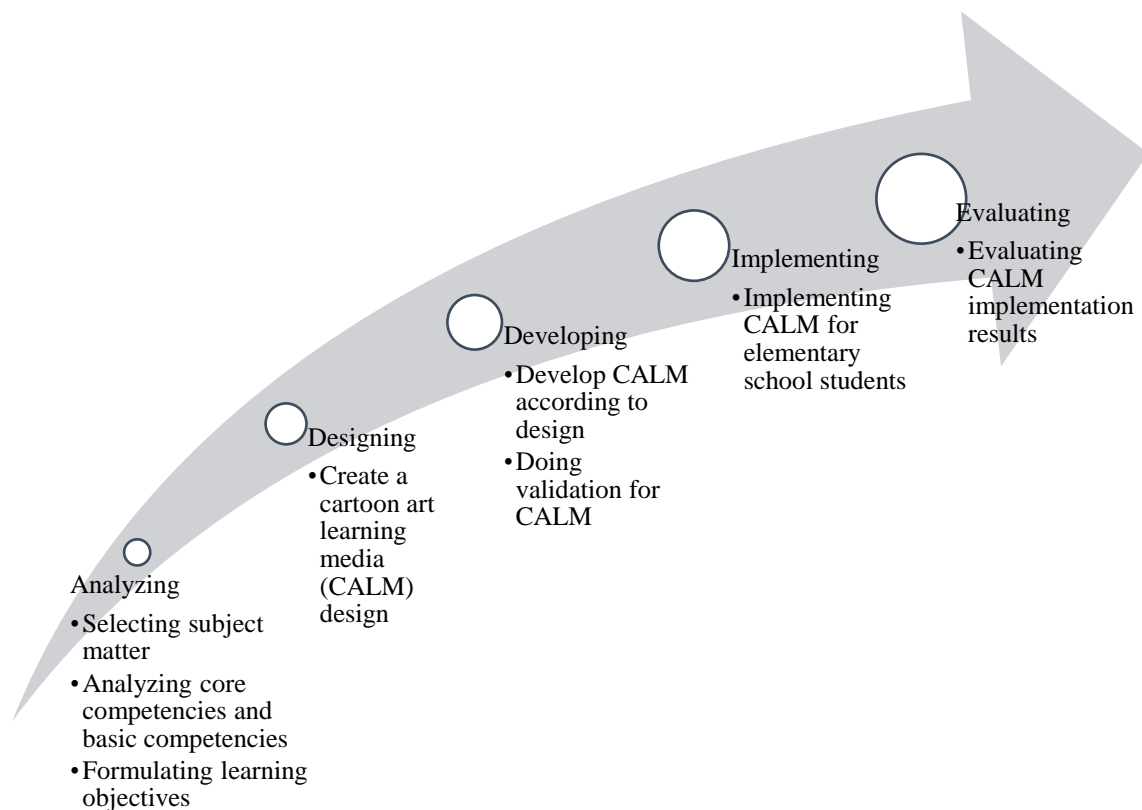 Analyzing
•Selecting subject
matter
•Analyzing core
competencies and
basic competencies
•Formulating learning
objectives
Designing
•Create a
cartoon art
learning
media
(CALM)
design
Developing
•Develop CALM
according to
design
•Doing
validation for
CALM
Implementing
•Implementing
CALM for
elementary
school students
Evaluating
•Evaluating
CALM
implementation
results